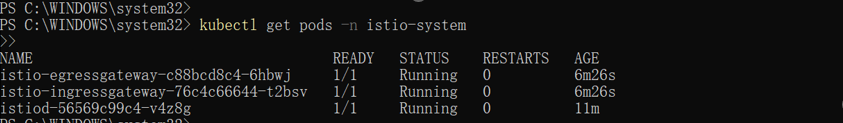 PS C:\WINDOWS\system32>
PS C:\WINDOWS\system32> kubectl get pods -n istio-system
>>
NAME READY STATUS RESTARTS AGE
istio-egressgateway-c88bcd8c4-6hbwj 1/1 Running 0 6m26s
istio-ingressgateway-76c4c66644-t2bsv 1/1 Running 0 6m26s
istiod-56569c99c4-v4z8g 1/1 Running 0 11m
PS C:\WINDOWS\system32>